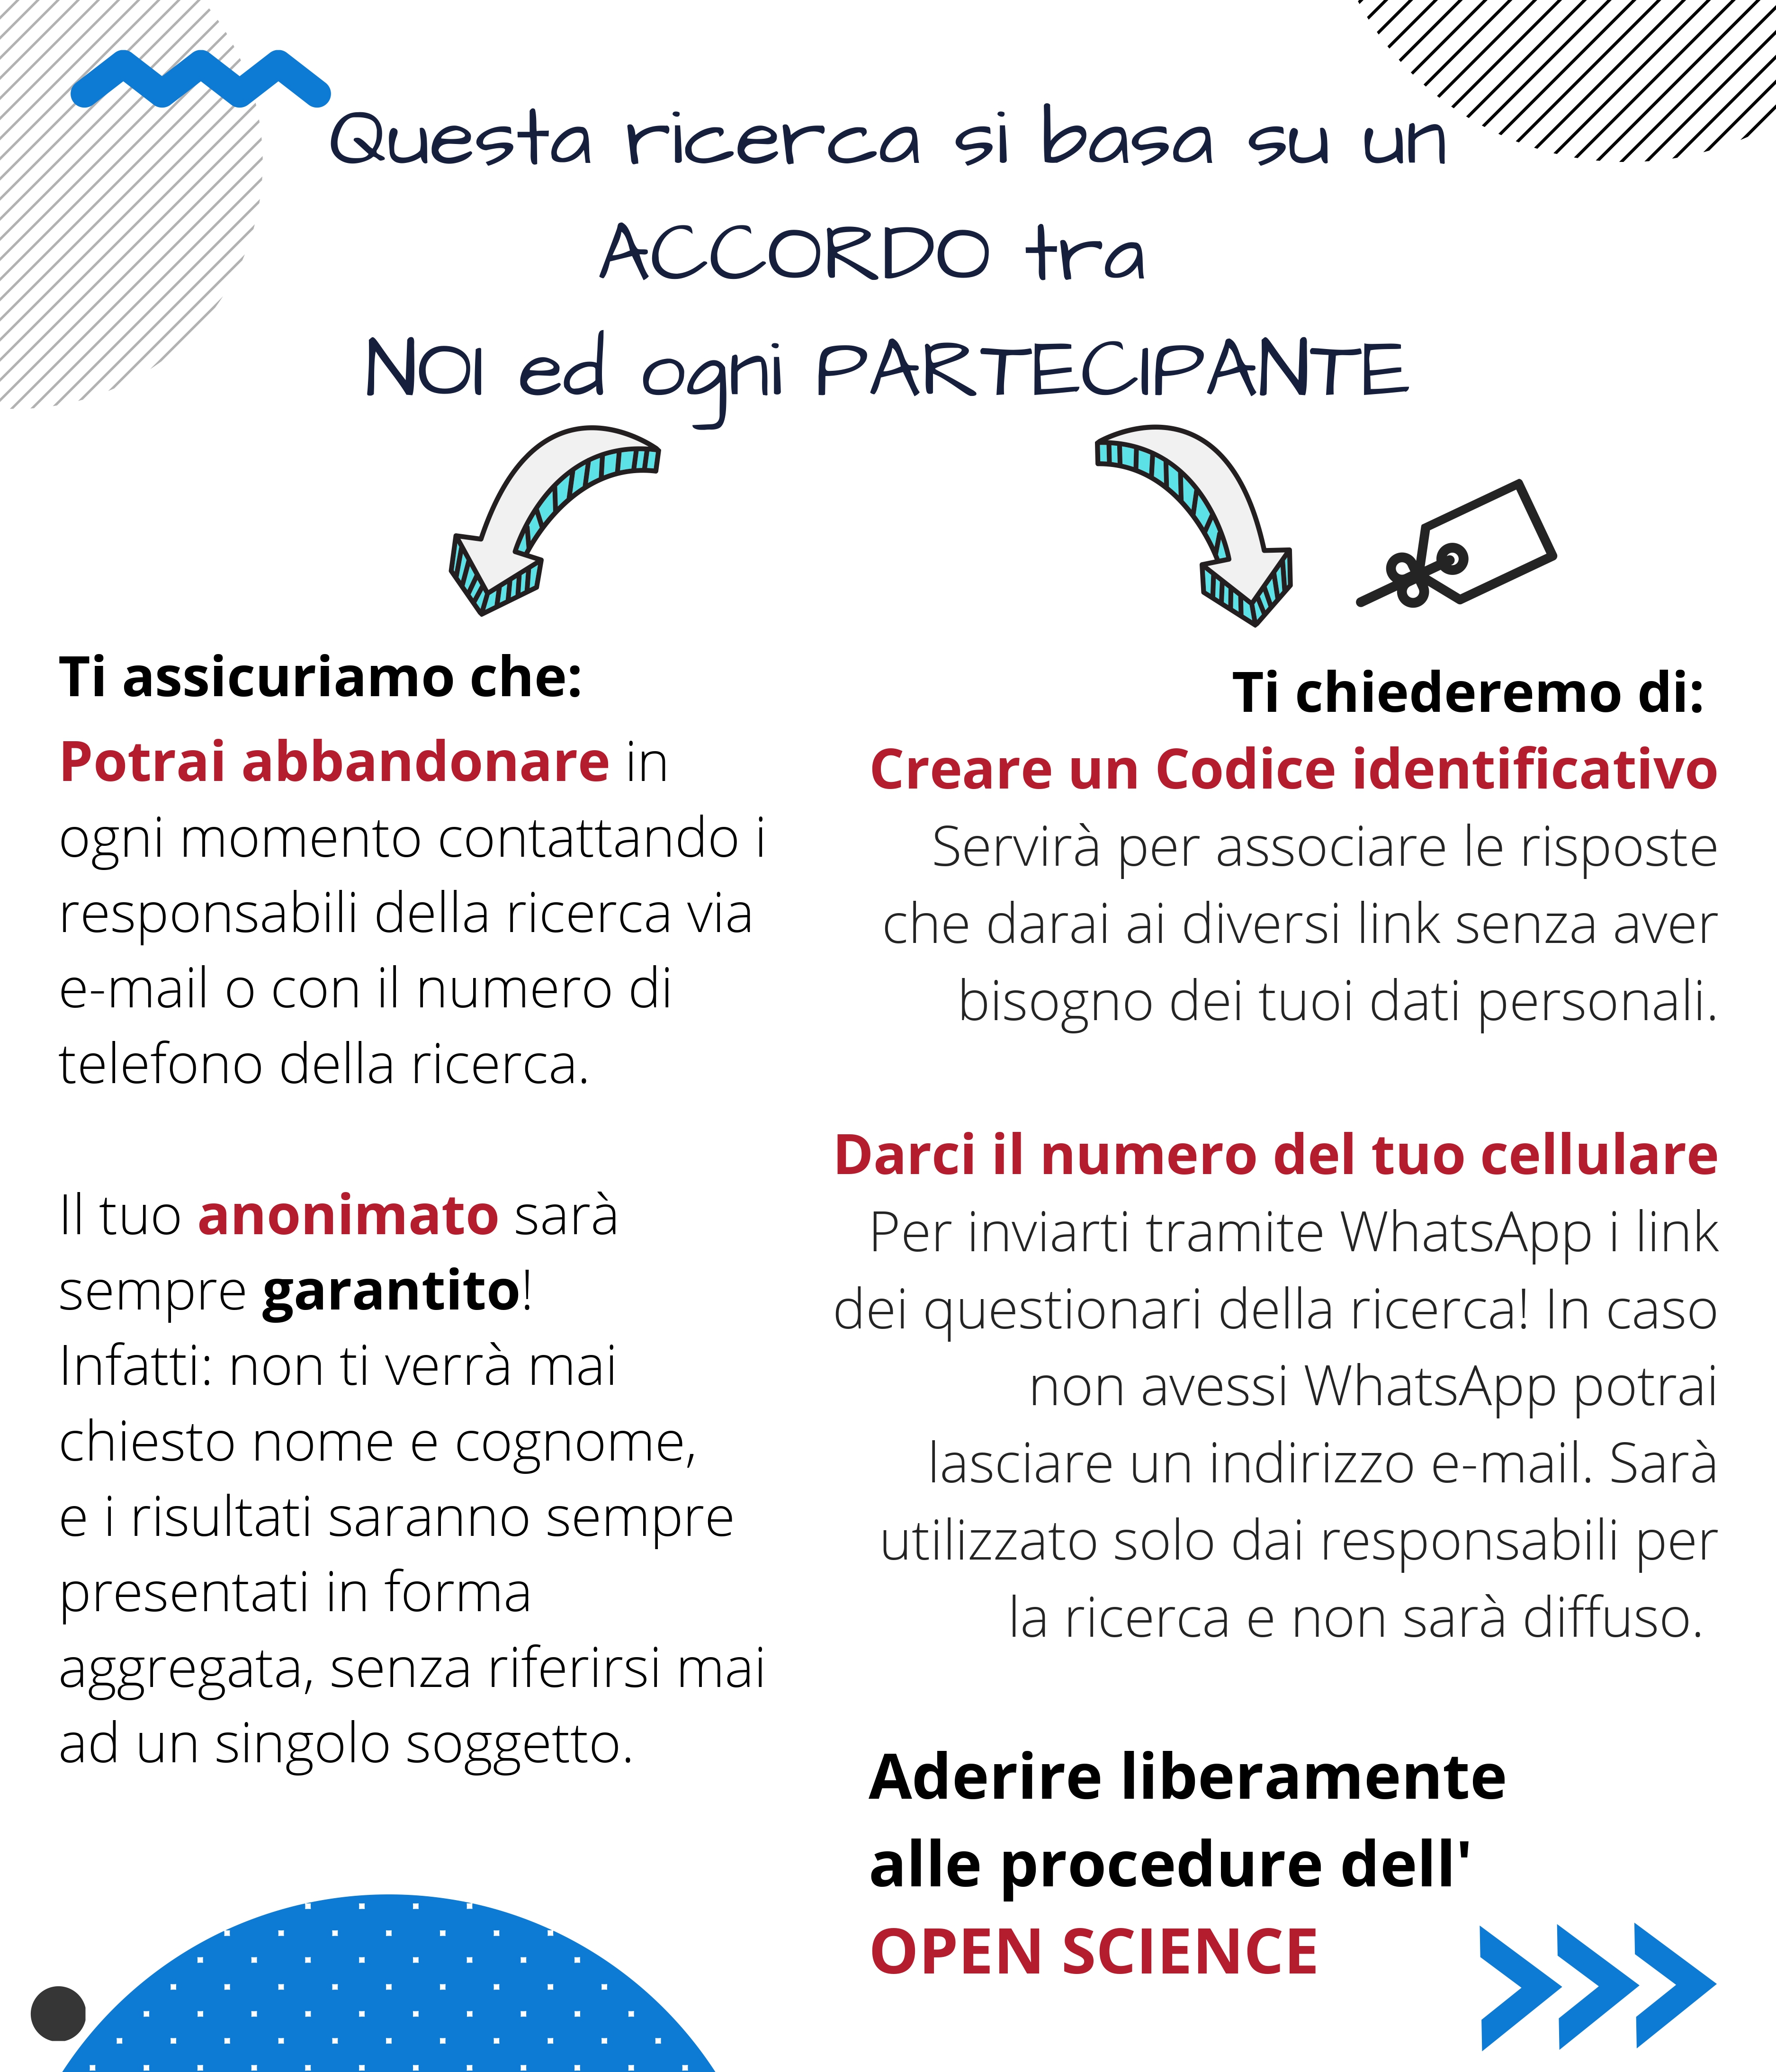 Questa ricerca si basa su un
ACCORDO tra
NOI ed ogni PARTECIPANTE
Ti assicuriamo che:
Potrai abbandonare in
ogni momento contattando i
responsabili della ricerca via
e-mail o con il numero di
telefono della ricerca.
Il tuo anonimato sarà
sempre garantito!
Infatti: non ti verrà mai
chiesto nome e cognome,
e i risultati saranno sempre
presentati in forma
aggregata, senza riferirsi mai
ad un singolo soggetto.
Ti chiederemo di:
Creare un Codice identificativo
Servirà per associare le risposte
che darai ai diversi link senza aver
bisogno dei tuoi dati personali.
Darci il numero del tuo cellulare
Per inviarti tramite WhatsApp i link
dei questionari della ricerca! In caso
non avessi WhatsApp potrai
lasciare un indirizzo e-mail. Sarà
utilizzato solo dai responsabili per
la ricerca e non sarà diffuso.
Aderire liberamente
alle procedure dell'
OPEN SCIENCE